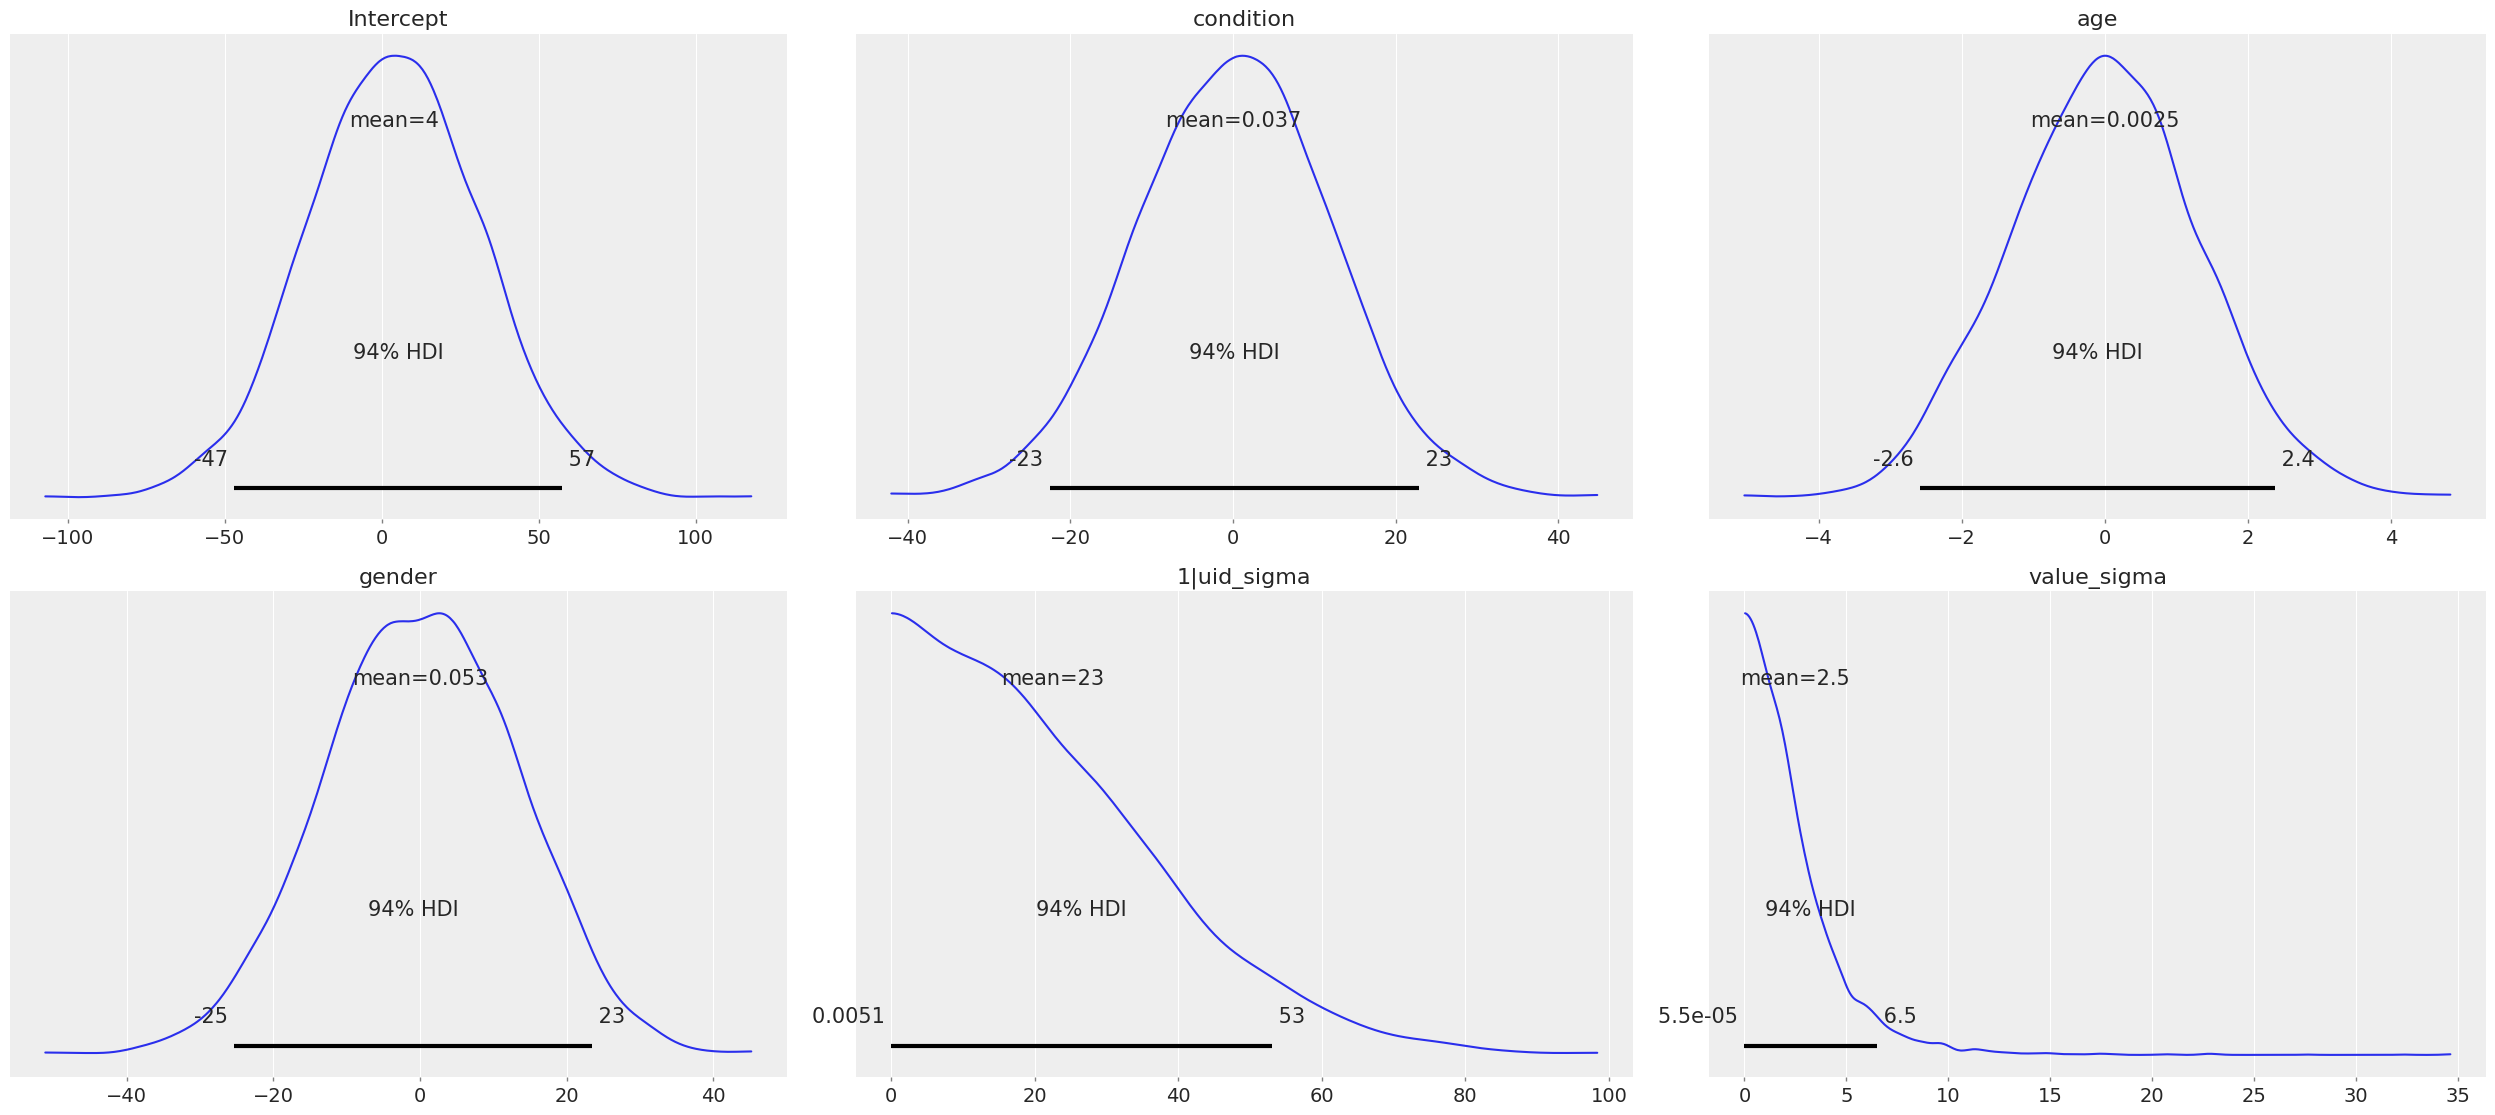 Intercept
mean=4
94% HDI
-47
57
−100
−50
0
50
100
condition
mean=0.037
94% HDI
-23
23
−40
−20
0
20
40
age
mean=0.0025
94% HDI
-2.6
2.4
−4
−2
0
2
4
gender
mean=0.053
94% HDI
-25
23
−40
−20
0
20
40
1|uid_sigma
mean=23
94% HDI
0.0051
53
0
20
40
60
80
100
value_sigma
mean=2.5
94% HDI
5.5e-05
6.5
0
5
10
15
20
25
30
35